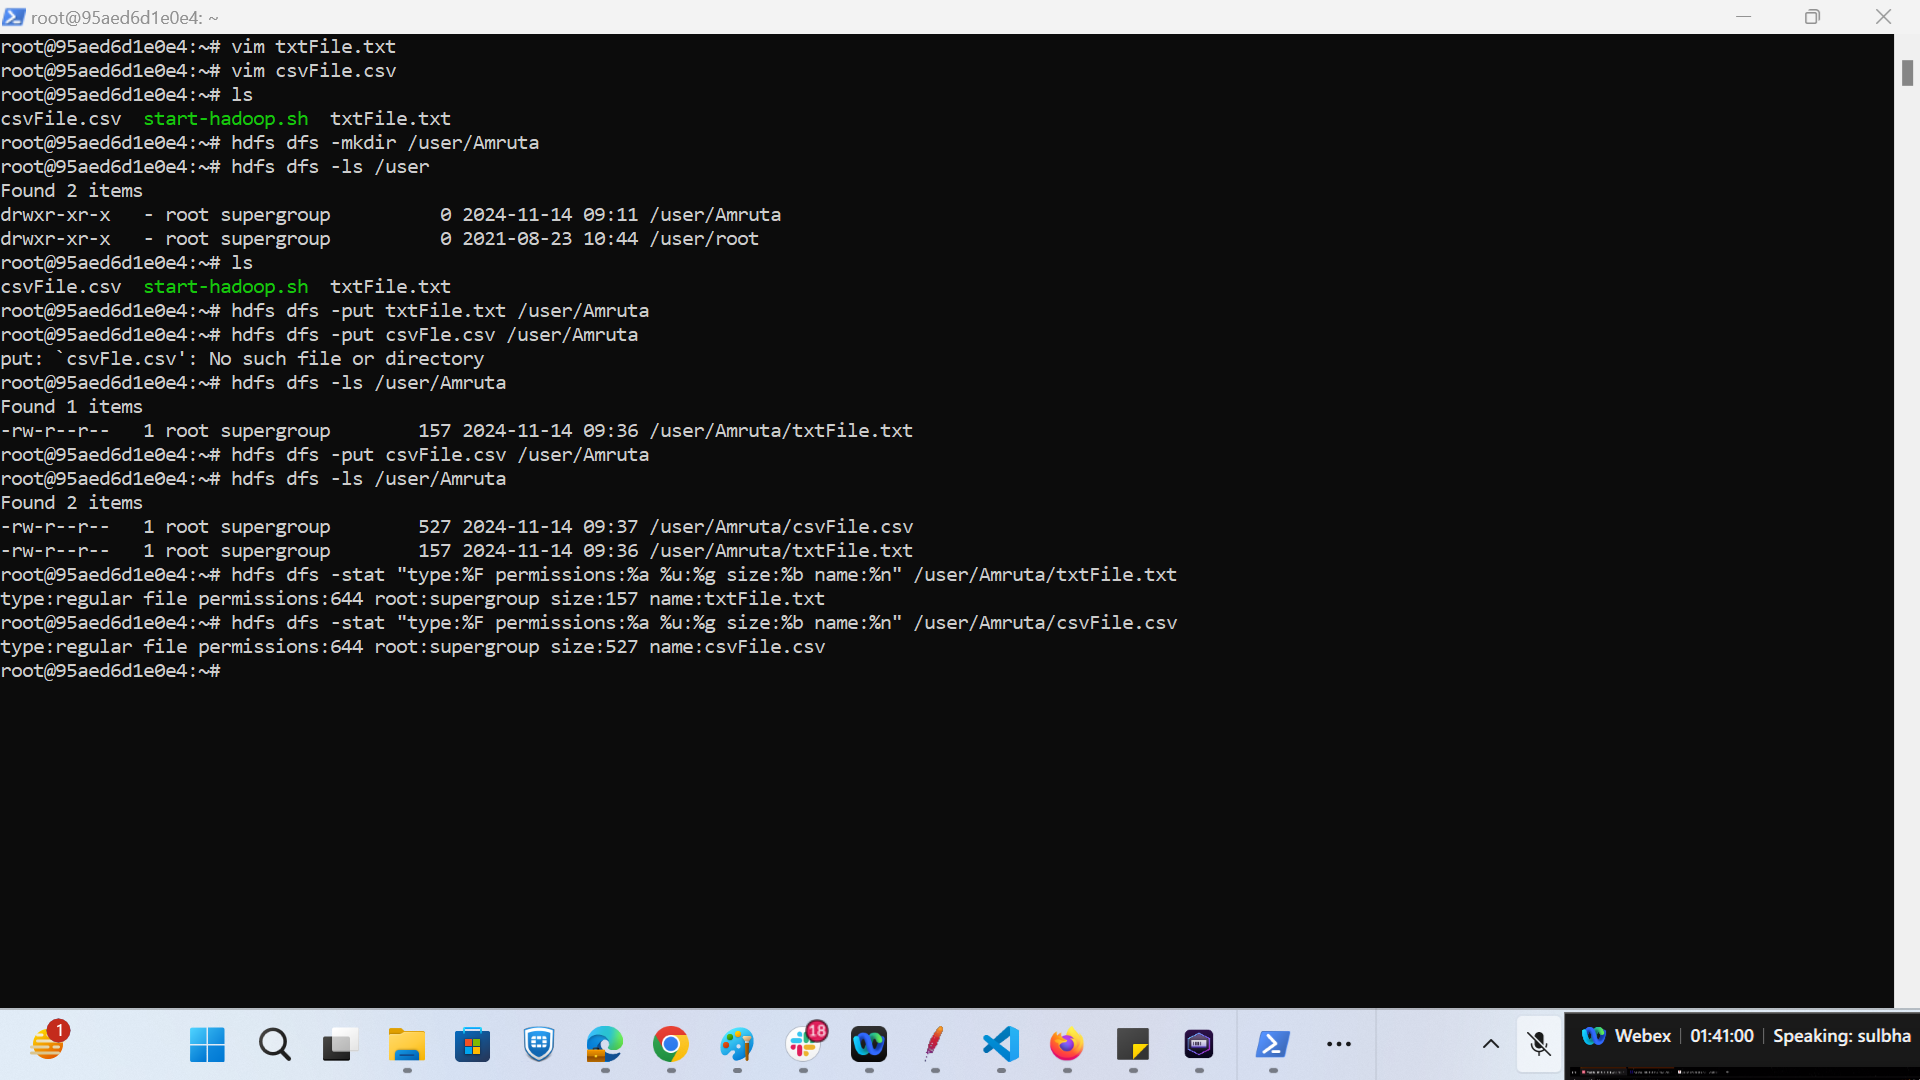 root@95aed6d1e0e4: ~
root@95aed6d1e0e4:~# vim txtFile.txt
root@95aed6d1e0e4:~# vim csvFile.csv
root@95aed6d1e0e4:~# ls
csvFile.csv  start-hadoop.sh  txtFile.txt
root@95aed6d1e0e4:~# hdfs dfs -mkdir /user/Amruta
root@95aed6d1e0e4:~# hdfs dfs -ls /user
Found 2 items
drwxr-xr-x   - root supergroup          0 2024-11-14 09:11 /user/Amruta
drwxr-xr-x   - root supergroup          0 2021-08-23 10:44 /user/root
root@95aed6d1e0e4:~# ls
csvFile.csv  start-hadoop.sh  txtFile.txt
root@95aed6d1e0e4:~# hdfs dfs -put txtFile.txt /user/Amruta
root@95aed6d1e0e4:~# hdfs dfs -put csvFle.csv /user/Amruta
put: `csvFle.csv': No such file or directory
root@95aed6d1e0e4:~# hdfs dfs -ls /user/Amruta
Found 1 items
-rw-r--r--   1 root supergroup        157 2024-11-14 09:36 /user/Amruta/txtFile.txt
root@95aed6d1e0e4:~# hdfs dfs -put csvFile.csv /user/Amruta
root@95aed6d1e0e4:~# hdfs dfs -ls /user/Amruta
Found 2 items
-rw-r--r--   1 root supergroup        527 2024-11-14 09:37 /user/Amruta/csvFile.csv
-rw-r--r--   1 root supergroup        157 2024-11-14 09:36 /user/Amruta/txtFile.txt
root@95aed6d1e0e4:~# hdfs dfs -stat "type:%F permissions:%a %u:%g size:%b name:%n" /user/Amruta/txtFile.txt
type:regular file permissions:644 root:supergroup size:157 name:txtFile.txt
root@95aed6d1e0e4:~# hdfs dfs -stat "type:%F permissions:%a %u:%g size:%b name:%n" /user/Amruta/csvFile.csv
type:regular file permissions:644 root:supergroup size:527 name:csvFile.csv
root@95aed6d1e0e4:~#
1
18
Webex | 01:41:00 | Speaking: sulbha